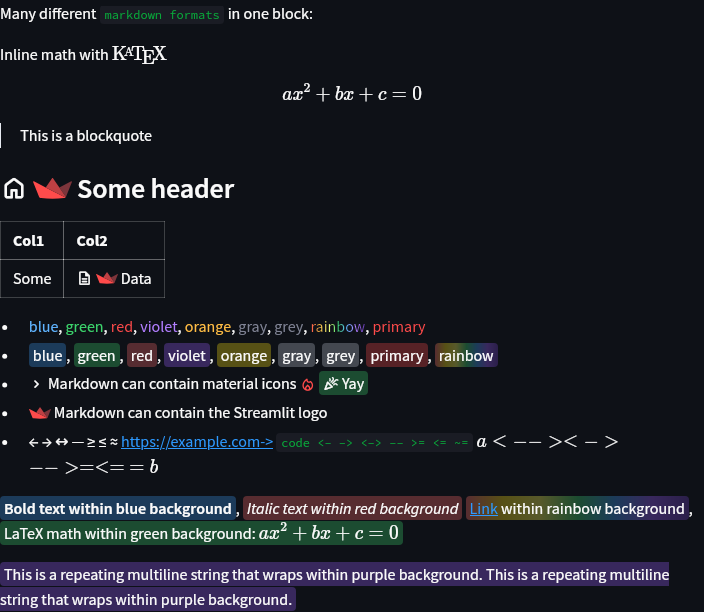 Many different markdown formats in one block:
Inline math with KATEX
ax² + bx + c = 0
This is a blockquote
Some header
Col1 Col2
Some Data
blue, green, red, violet, orange, gray, grey, rainbow, primary
blue, green, red, violet, orange, gray, grey, primary, rainbow
Markdown can contain material icons Yay
Markdown can contain the Streamlit logo
← → ↔ — ≥ ≤ ≈ https://example.com-> code <- -> <-> -- >= <= ~= a < −− >< − >
−− >=<= = b
Bold text within blue background, Italic text within red background Link within rainbow background,
LaTeX math within green background: ax² + bx + c = 0
This is a repeating multiline string that wraps within purple background. This is a repeating multiline
string that wraps within purple background.